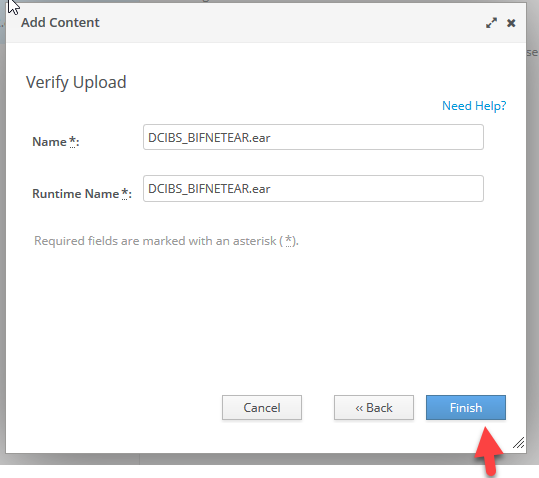 Add Content
Verify Upload
Need Help?
Name *: DCIBS_BIFNETEAR.ear
Runtime Name *: DCIBS_BIFNETEAR.ear
Required fields are marked with an asterisk (*).
Cancel ‹‹ Back Finish